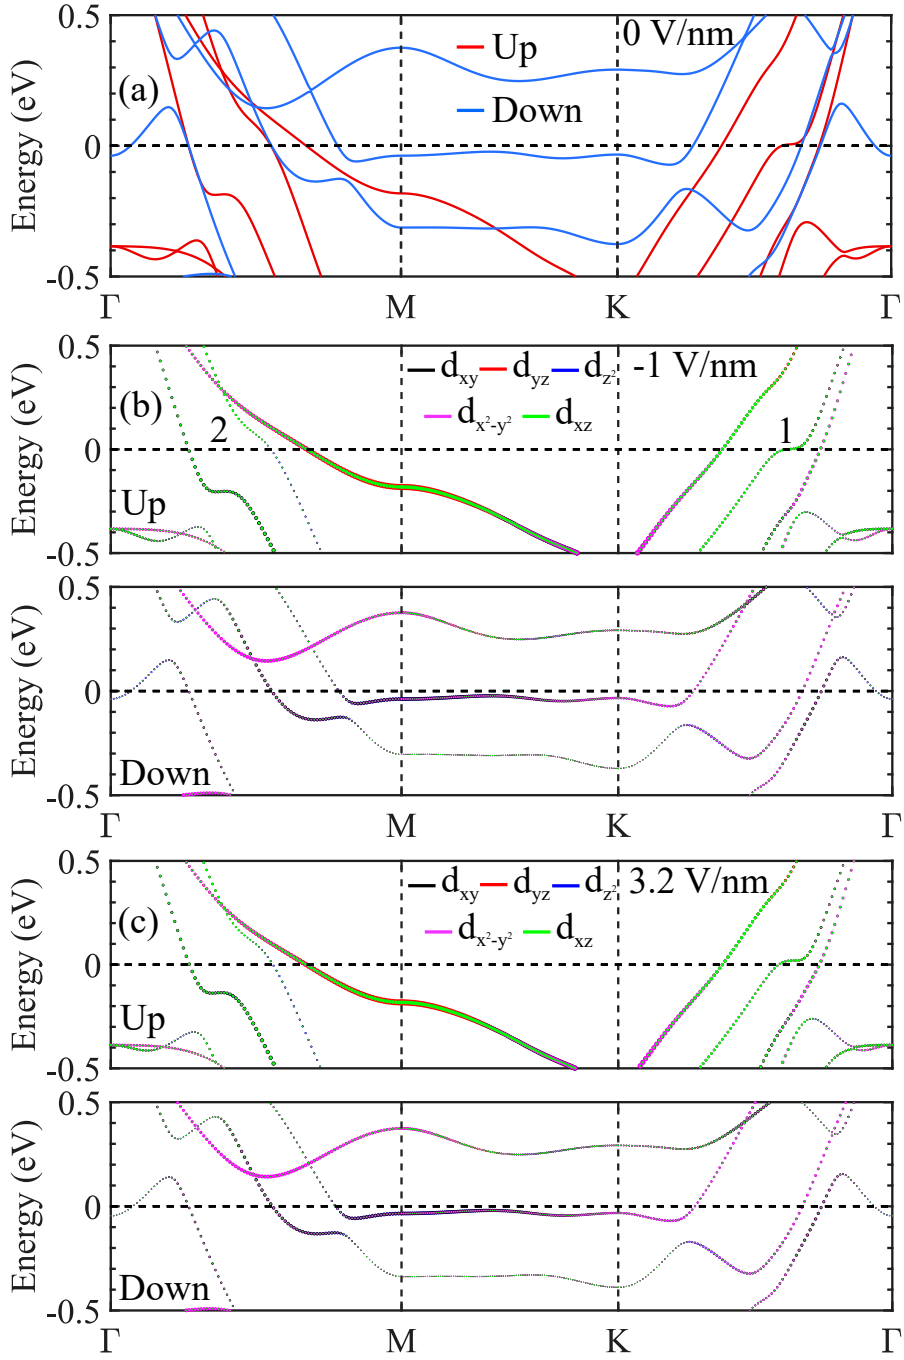 0.5
(a)
Up
Down
0 V/nm
0
-0.5
Energy (eV)
Γ M K Γ
0.5
(b)
d_xy d_yz d_z² -1 V/nm
d_x²-y² d_xz
2
1
0
Up
-0.5
Energy (eV)
0.5
0
Down
-0.5
Energy (eV)
Γ M K Γ
0.5
(c)
d_xy d_yz d_z² 3.2 V/nm
d_x²-y² d_xz
0
Up
-0.5
Energy (eV)
0.5
0
Down
-0.5
Energy (eV)
Γ M K Γ